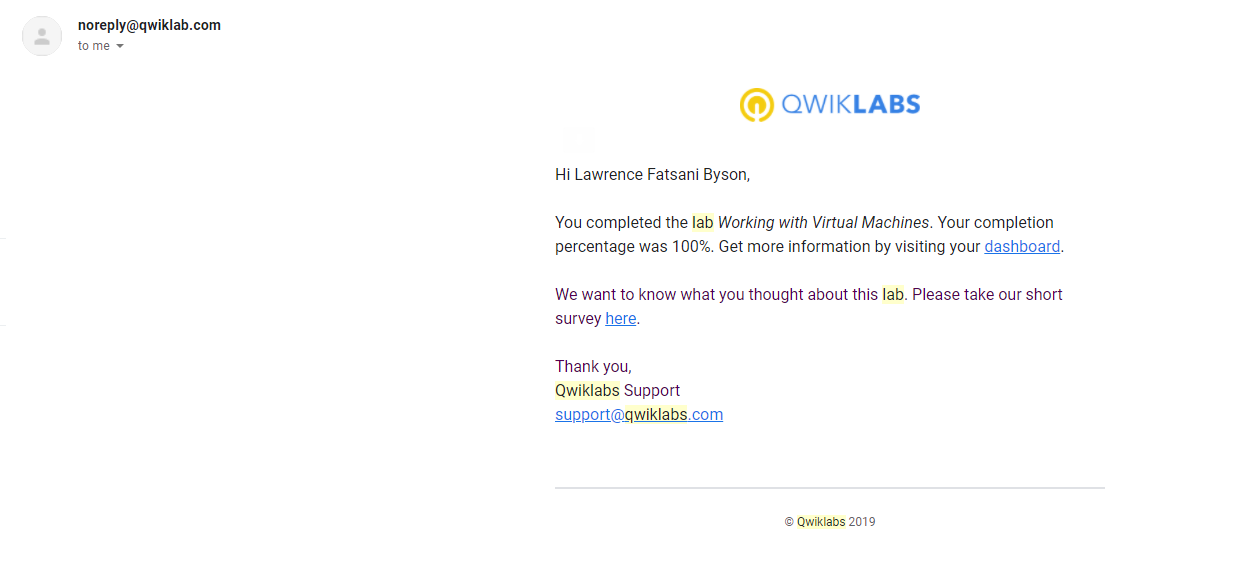 noreply@qwiklab.com
to me
QWIKLABS
Hi Lawrence Fatsani Byson,
You completed the lab Working with Virtual Machines. Your completion
percentage was 100%. Get more information by visiting your dashboard.
We want to know what you thought about this lab. Please take our short
survey here.
Thank you,
Qwiklabs Support
support@qwiklabs.com
© Qwiklabs 2019